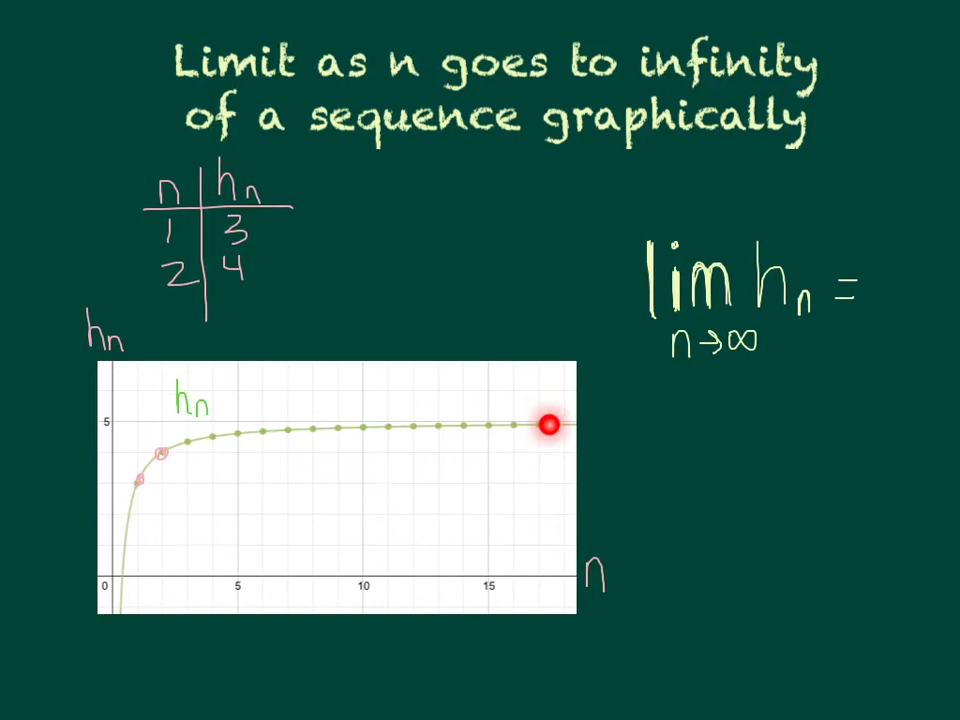 Limit as n goes to infinity
of a sequence graphically
n hn
1 3
2 4
lim hn =
n→∞
hn
hn
5
0 5 10 15
n